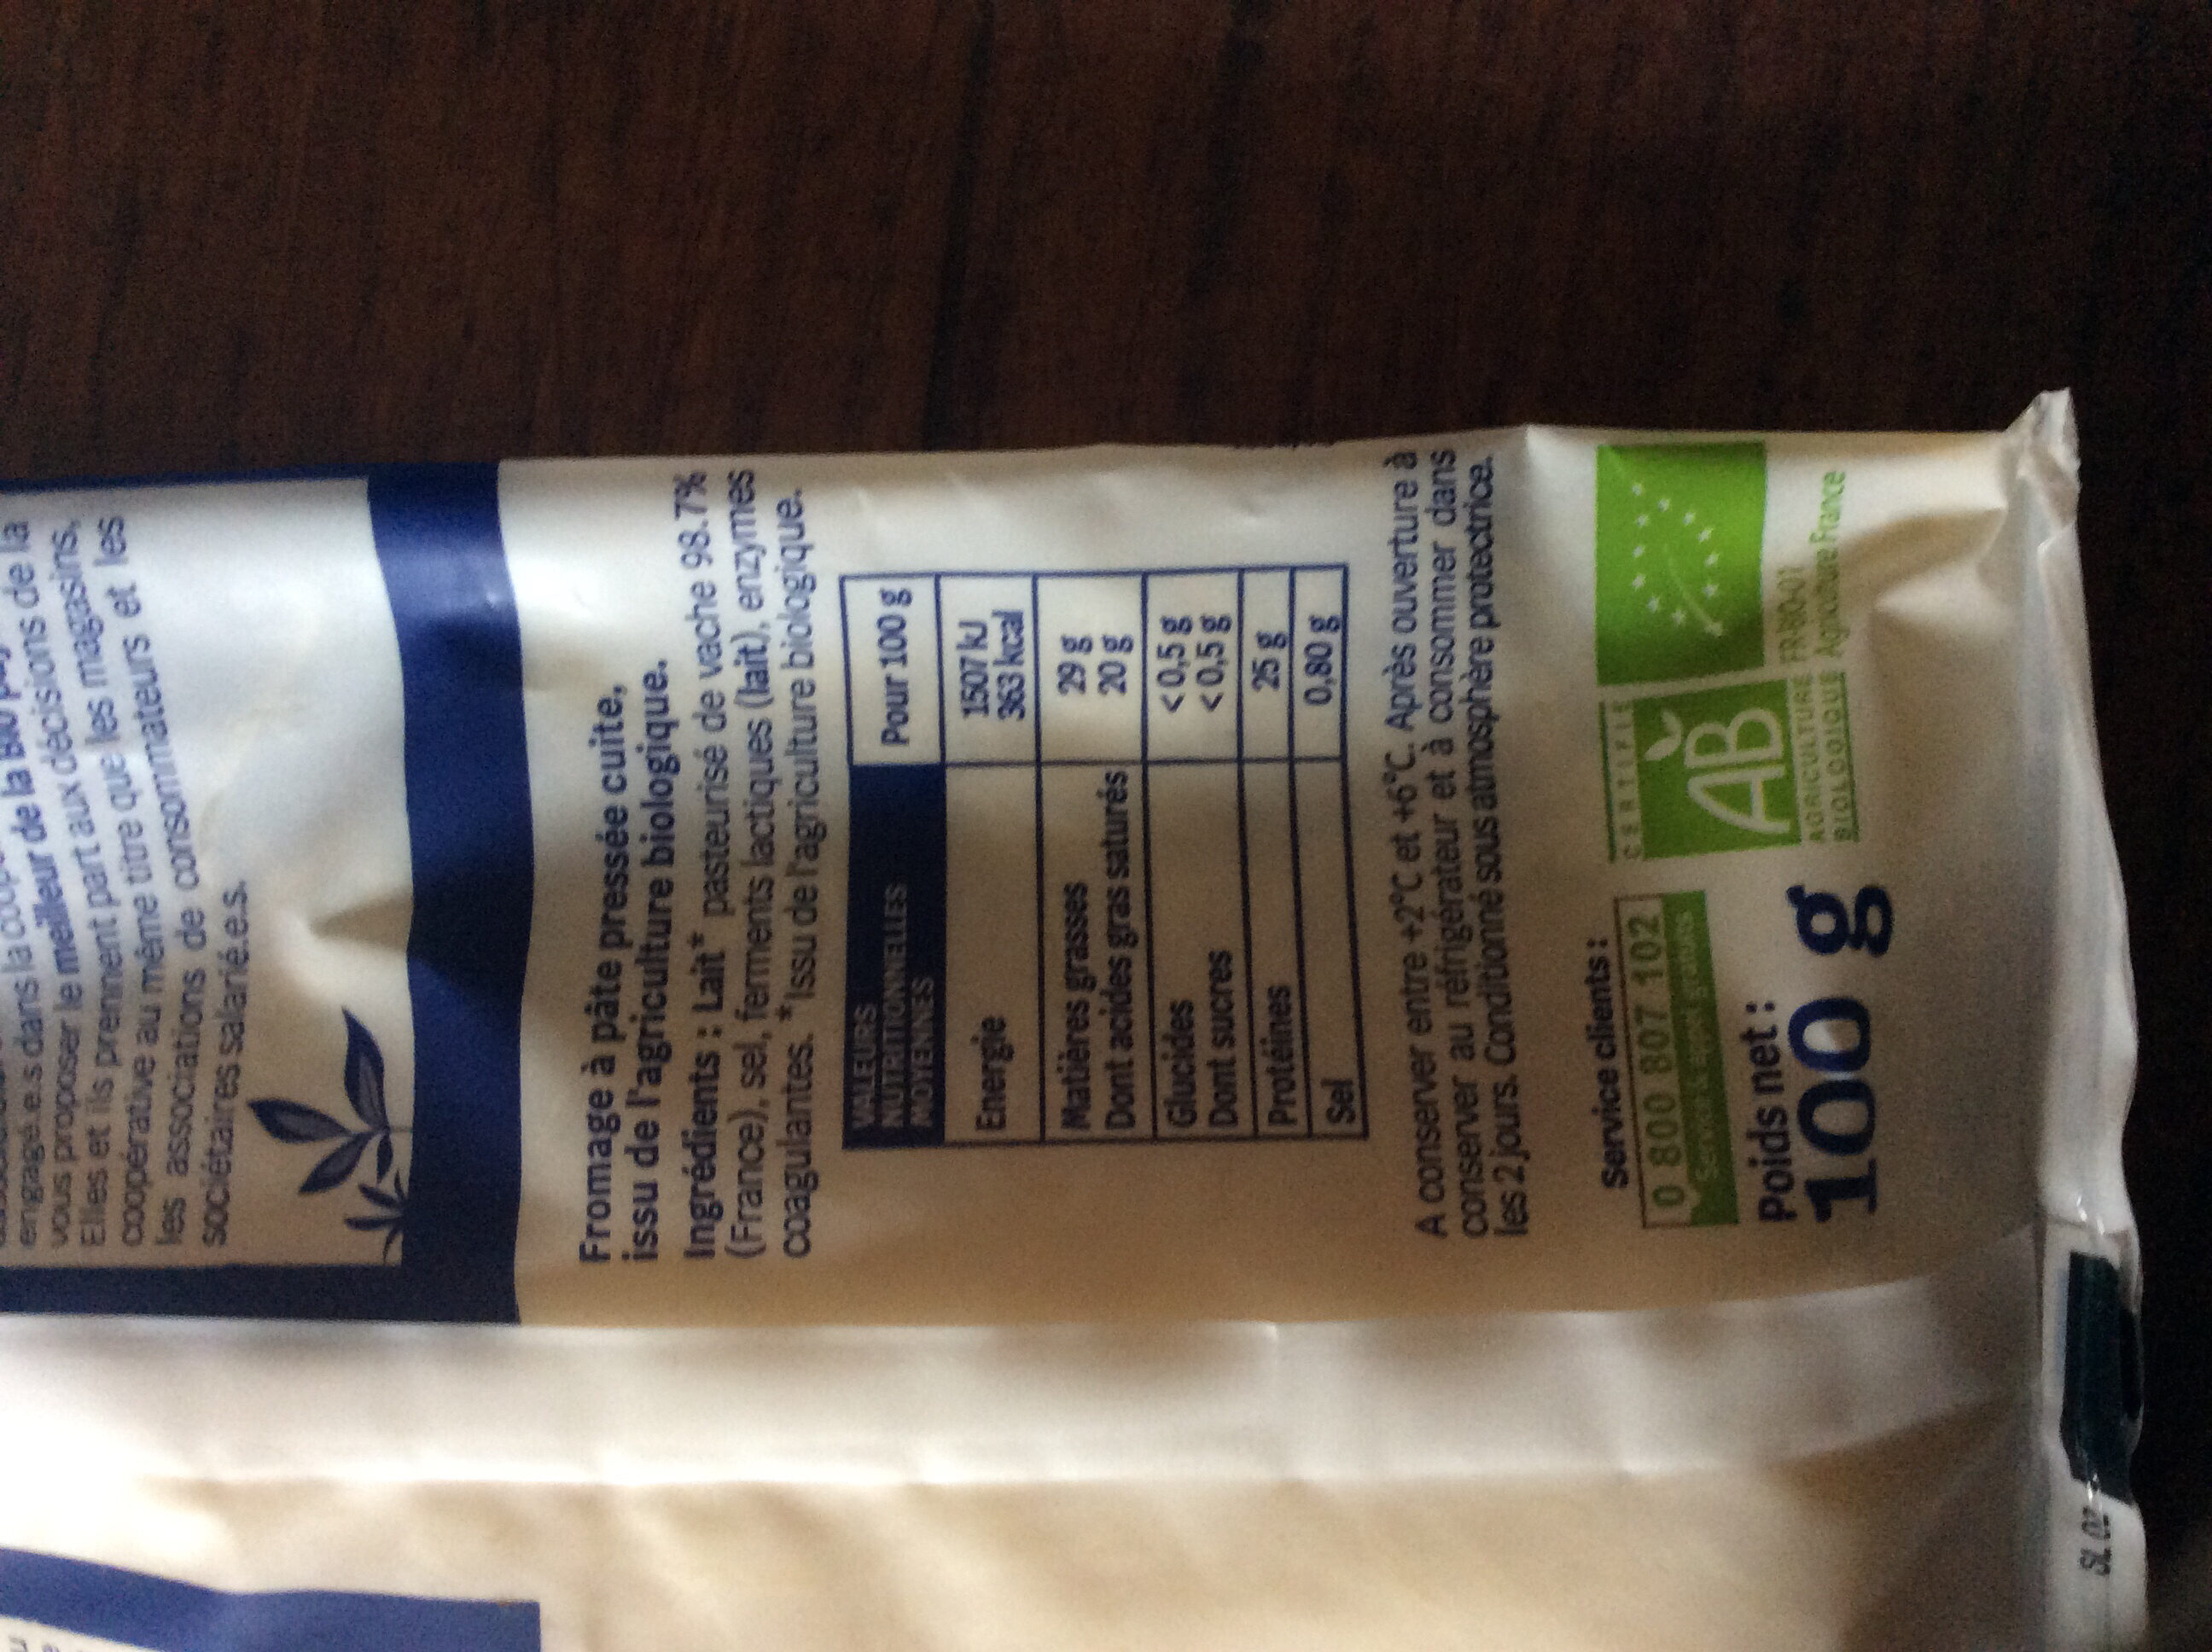 engagé.e.s dans la
vous proposer le meilleur de la Bio
Elles et ils prennent part aux décisions de la
coopérative au même titre que les magasins,
les associations de consommateurs et les
sociétaires salarié.e.s.
Fromage à pâte pressée cuite,
issu de l'agriculture biologique.
Ingrédients : Lait* pasteurisé de vache 98.7%
(France), sel, ferments lactiques (lait), enzymes
coagulantes. *Issu de l'agriculture biologique.
VALEURS
NUTRITIONNELLES
MOYENNES
Pour 100 g
Energie 1507 kJ
363 kcal
Matières grasses 29 g
Dont acides gras saturés 20 g
Glucides < 0,5 g
Dont sucres < 0,5 g
Protéines 25 g
Sel 0,80 g
A conserver entre +2°C et +6°C. Après ouverture à
conserver au réfrigérateur et à consommer dans
les 2 jours. Conditionné sous atmosphère protectrice.
Service clients :
0 800 807 102
Service & appel gratuits
CERTIFIÉ
AB
AGRICULTURE
BIOLOGIQUE
FR-BIO-01
Agriculture France
Poids net :
100 g
SL 02